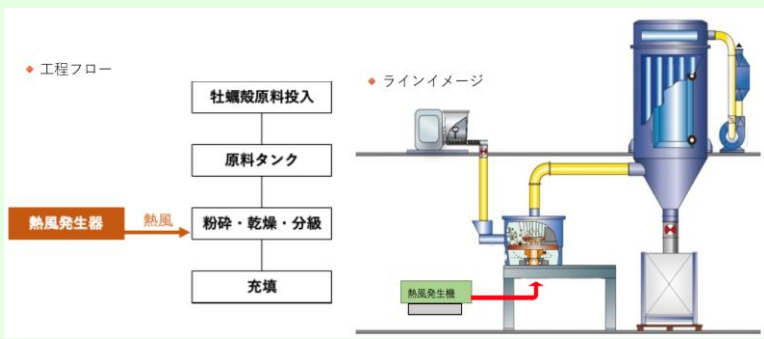 工程フロー
牡蠣殻原料投入
原料タンク
熱風発生器
熱風
粉砕・乾燥・分級
充填
ラインイメージ
熱風発生機